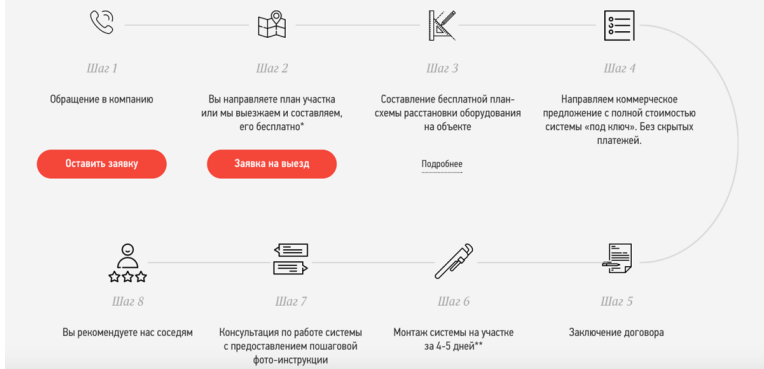 Шаг 1
Обращение в компанию
Оставить заявку
Шаг 2
Вы направляете план участка
или мы выезжаем и составляем,
его бесплатно*
Заявка на выезд
Шаг 3
Составление бесплатной план-
схемы расстановки оборудования
на объекте
Подробнее
Шаг 4
Направляем коммерческое
предложение с полной стоимостью
системы «под ключ». Без скрытых
платежей.
Шаг 5
Заключение договора
Шаг 6
Монтаж системы на участке
за 4-5 дней**
Шаг 7
Консультация по работе системы
с предоставлением пошаговой
фото-инструкции
Шаг 8
Вы рекомендуете нас соседям